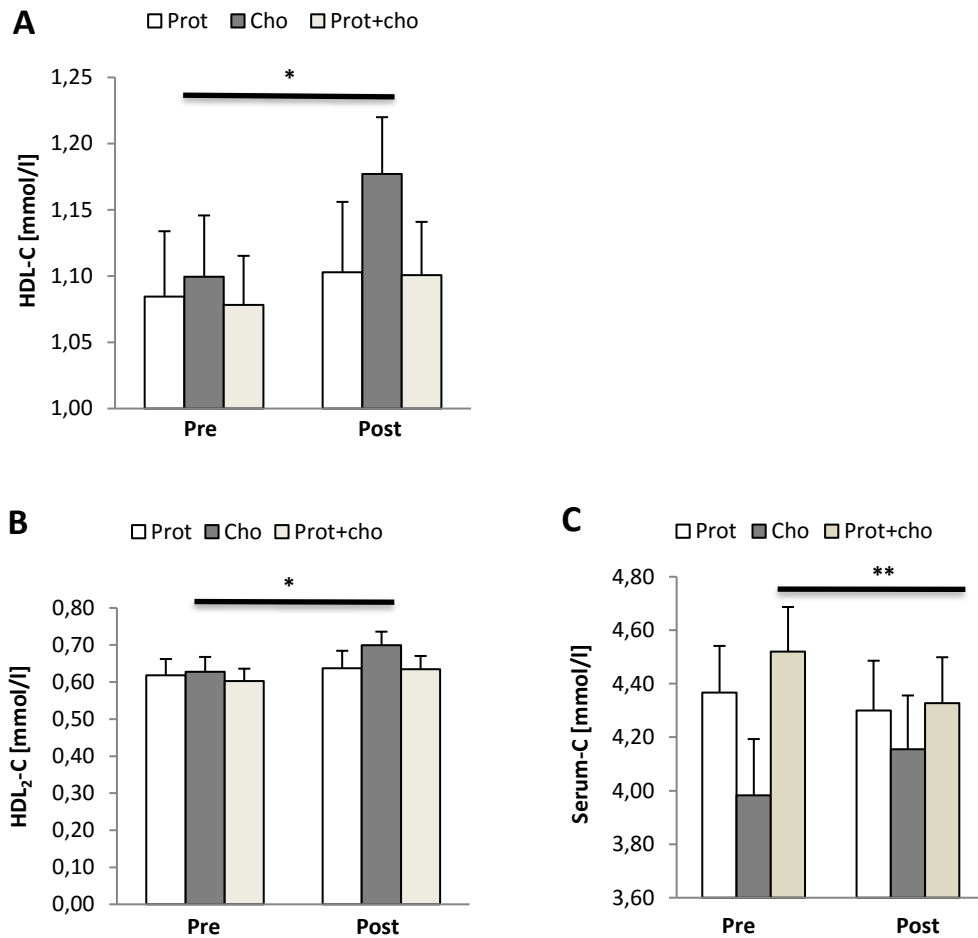 A
Prot Cho Prot+cho
*
HDL-C [mmol/l]
1,25
1,20
1,15
1,10
1,05
1,00
Pre Post
B
Prot Cho Prot+cho
*
HDL₂-C [mmol/l]
0,80
0,70
0,60
0,50
0,40
0,30
0,20
0,10
0,00
Pre Post
C
Prot Cho Prot+cho
**
Serum-C [mmol/l]
4,80
4,60
4,40
4,20
4,00
3,80
3,60
Pre Post